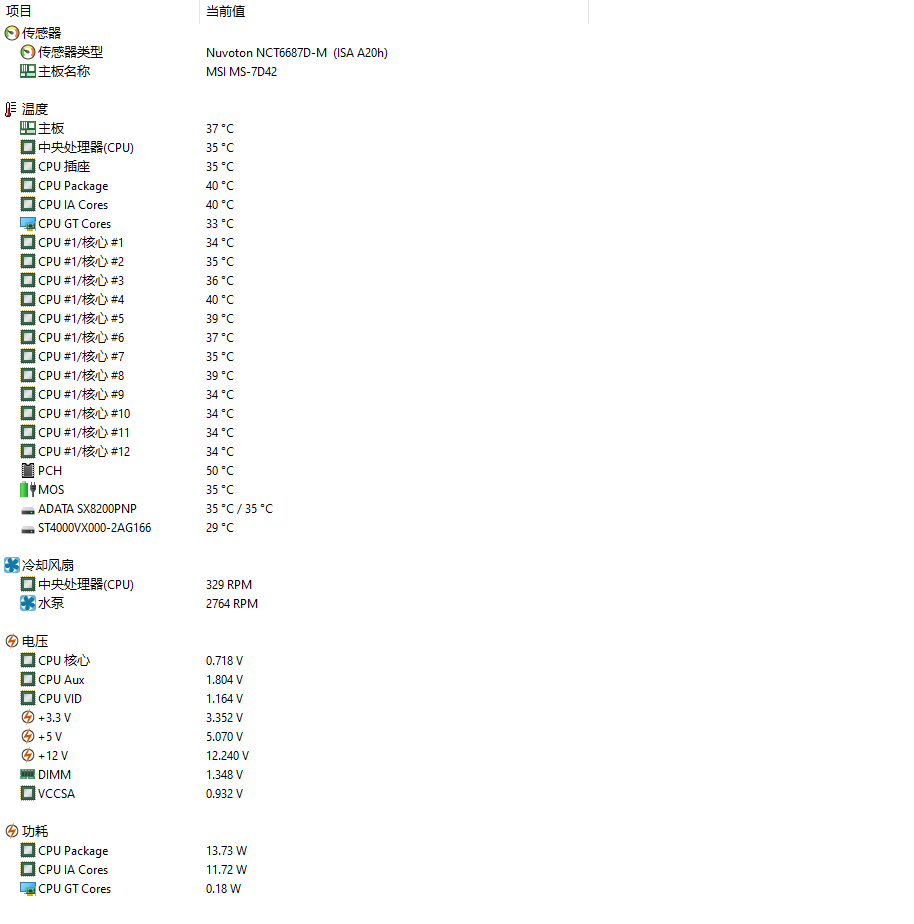 项目 当前值
传感器
传感器类型 Nuvoton NCT6687D-M (ISA A20h)
主板名称 MSI MS-7D42
温度
主板 37 °C
中央处理器(CPU) 35 °C
CPU 插座 35 °C
CPU Package 40 °C
CPU IA Cores 40 °C
CPU GT Cores 33 °C
CPU #1/核心 #1 34 °C
CPU #1/核心 #2 35 °C
CPU #1/核心 #3 36 °C
CPU #1/核心 #4 40 °C
CPU #1/核心 #5 39 °C
CPU #1/核心 #6 37 °C
CPU #1/核心 #7 35 °C
CPU #1/核心 #8 39 °C
CPU #1/核心 #9 34 °C
CPU #1/核心 #10 34 °C
CPU #1/核心 #11 34 °C
CPU #1/核心 #12 34 °C
PCH 50 °C
MOS 35 °C
ADATA SX8200PNP 35 °C / 35 °C
ST4000VX000-2AG166 29 °C
冷却风扇
中央处理器(CPU) 329 RPM
水泵 2764 RPM
电压
CPU 核心 0.718 V
CPU Aux 1.804 V
CPU VID 1.164 V
+3.3 V 3.352 V
+5 V 5.070 V
+12 V 12.240 V
DIMM 1.348 V
VCCSA 0.932 V
功耗
CPU Package 13.73 W
CPU IA Cores 11.72 W
CPU GT Cores 0.18 W